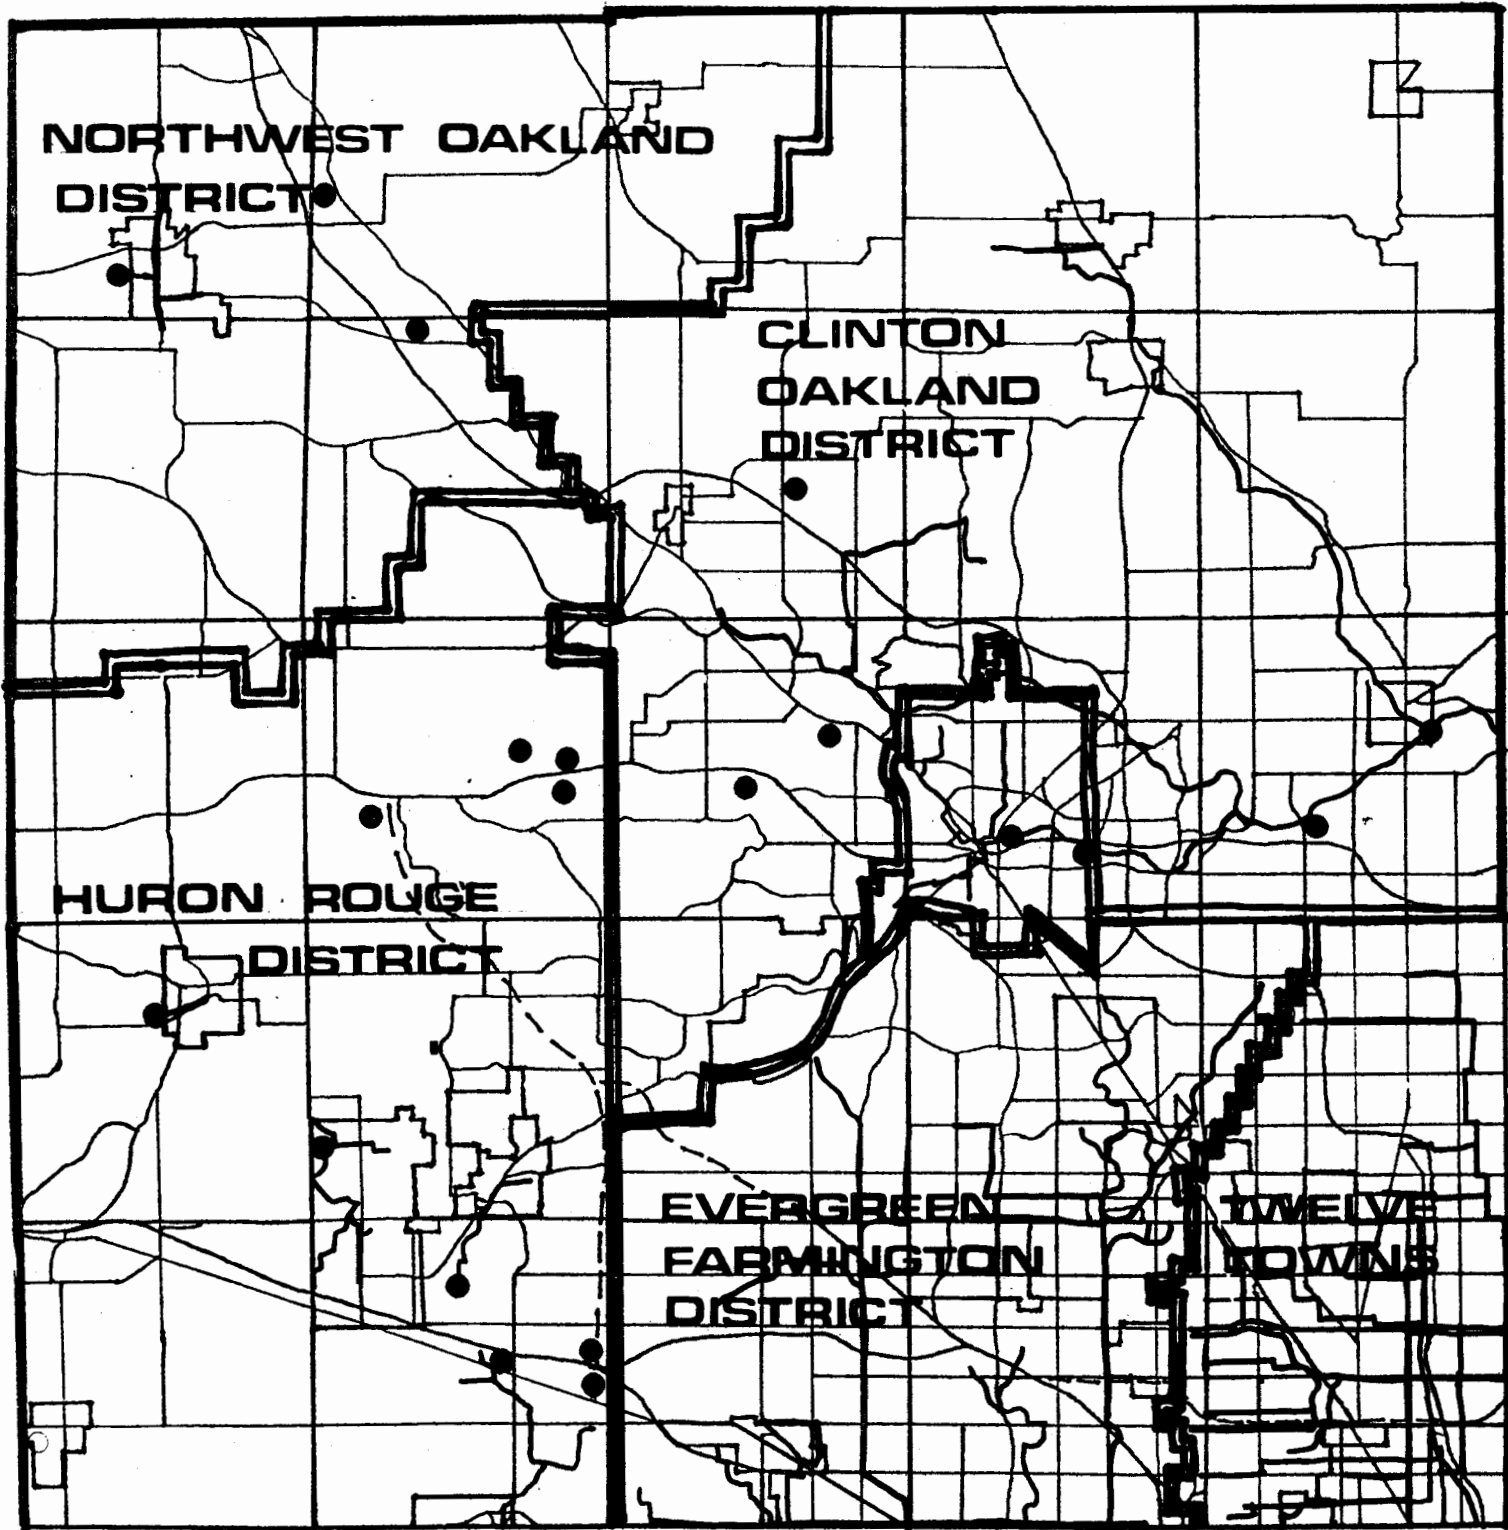 NORTHWEST OAKLAND
DISTRICT
CLINTON
OAKLAND
DISTRICT
HURON ROUGE
DISTRICT
EVERGREEN
FARMINGTON
DISTRICT
TWELVE
TOWNS